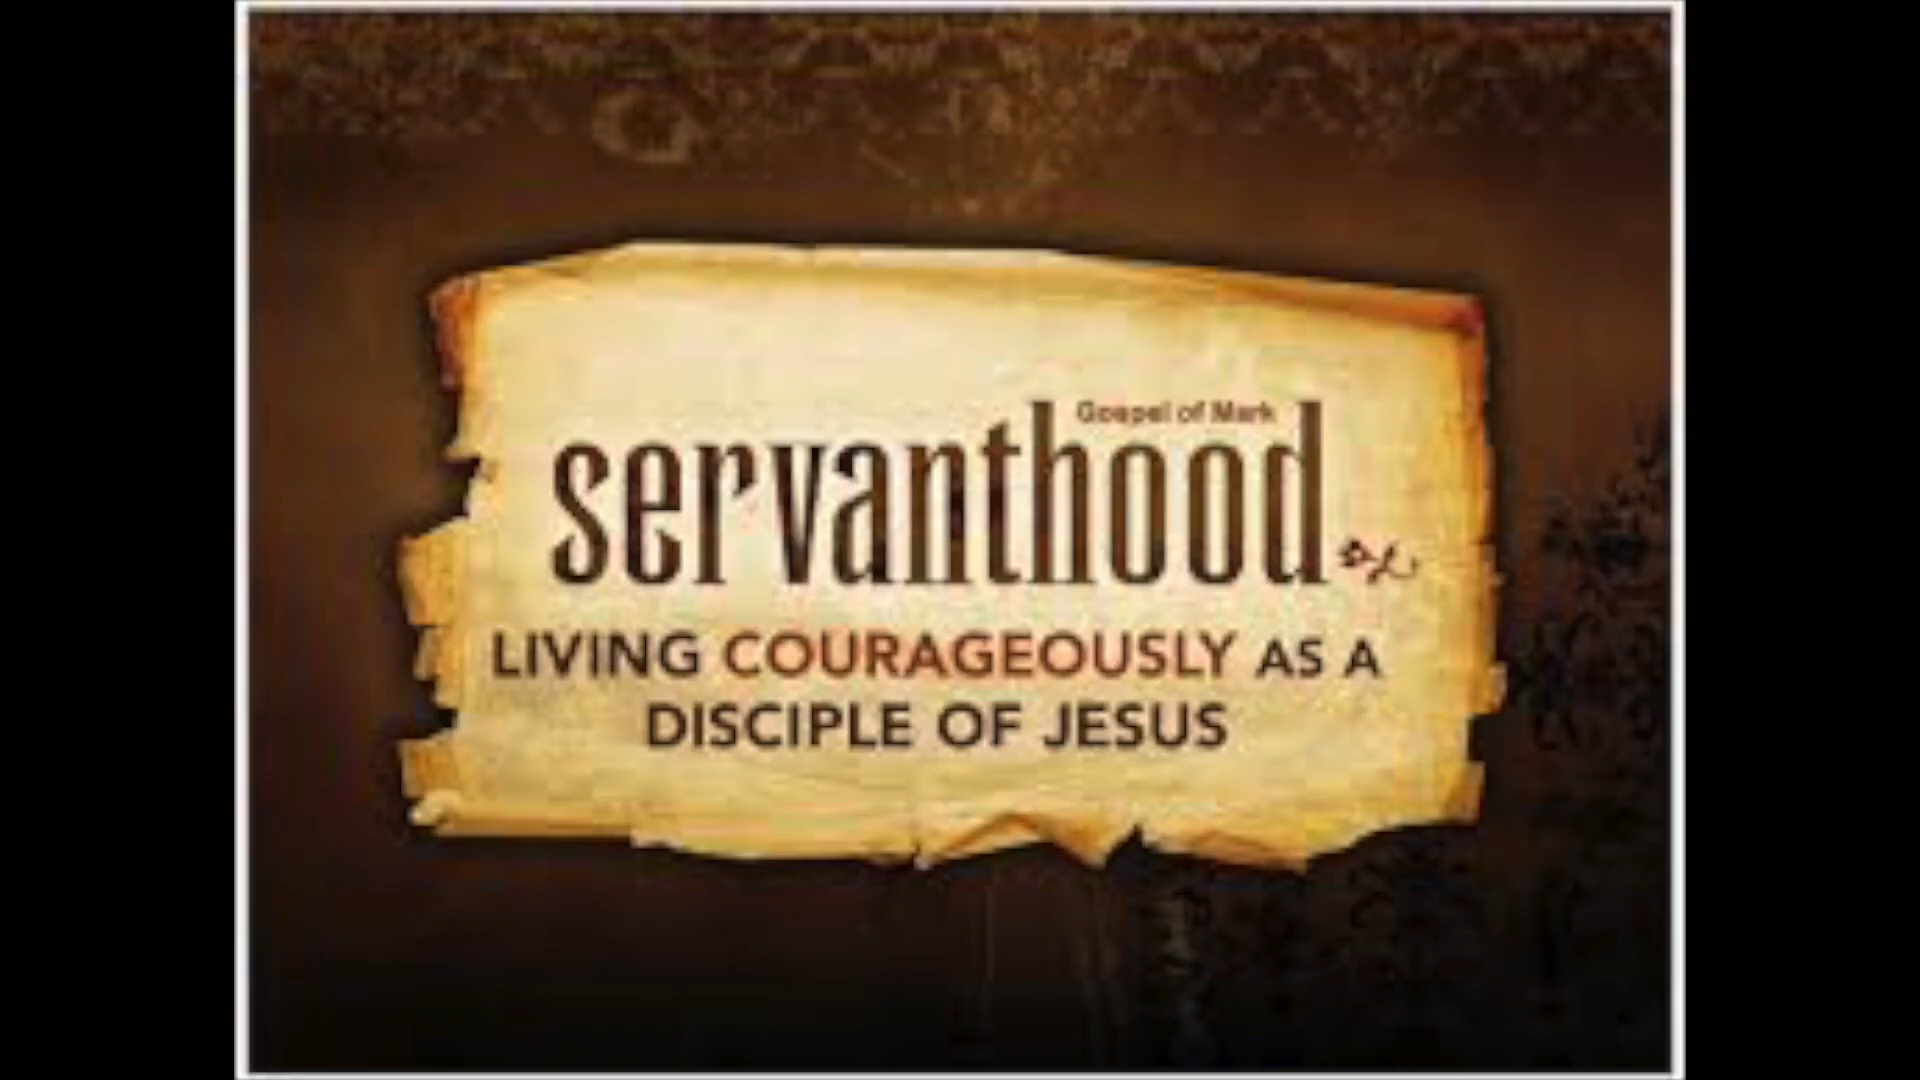 Gospel of Mark
servanthood
LIVING COURAGEOUSLY AS A
DISCIPLE OF JESUS